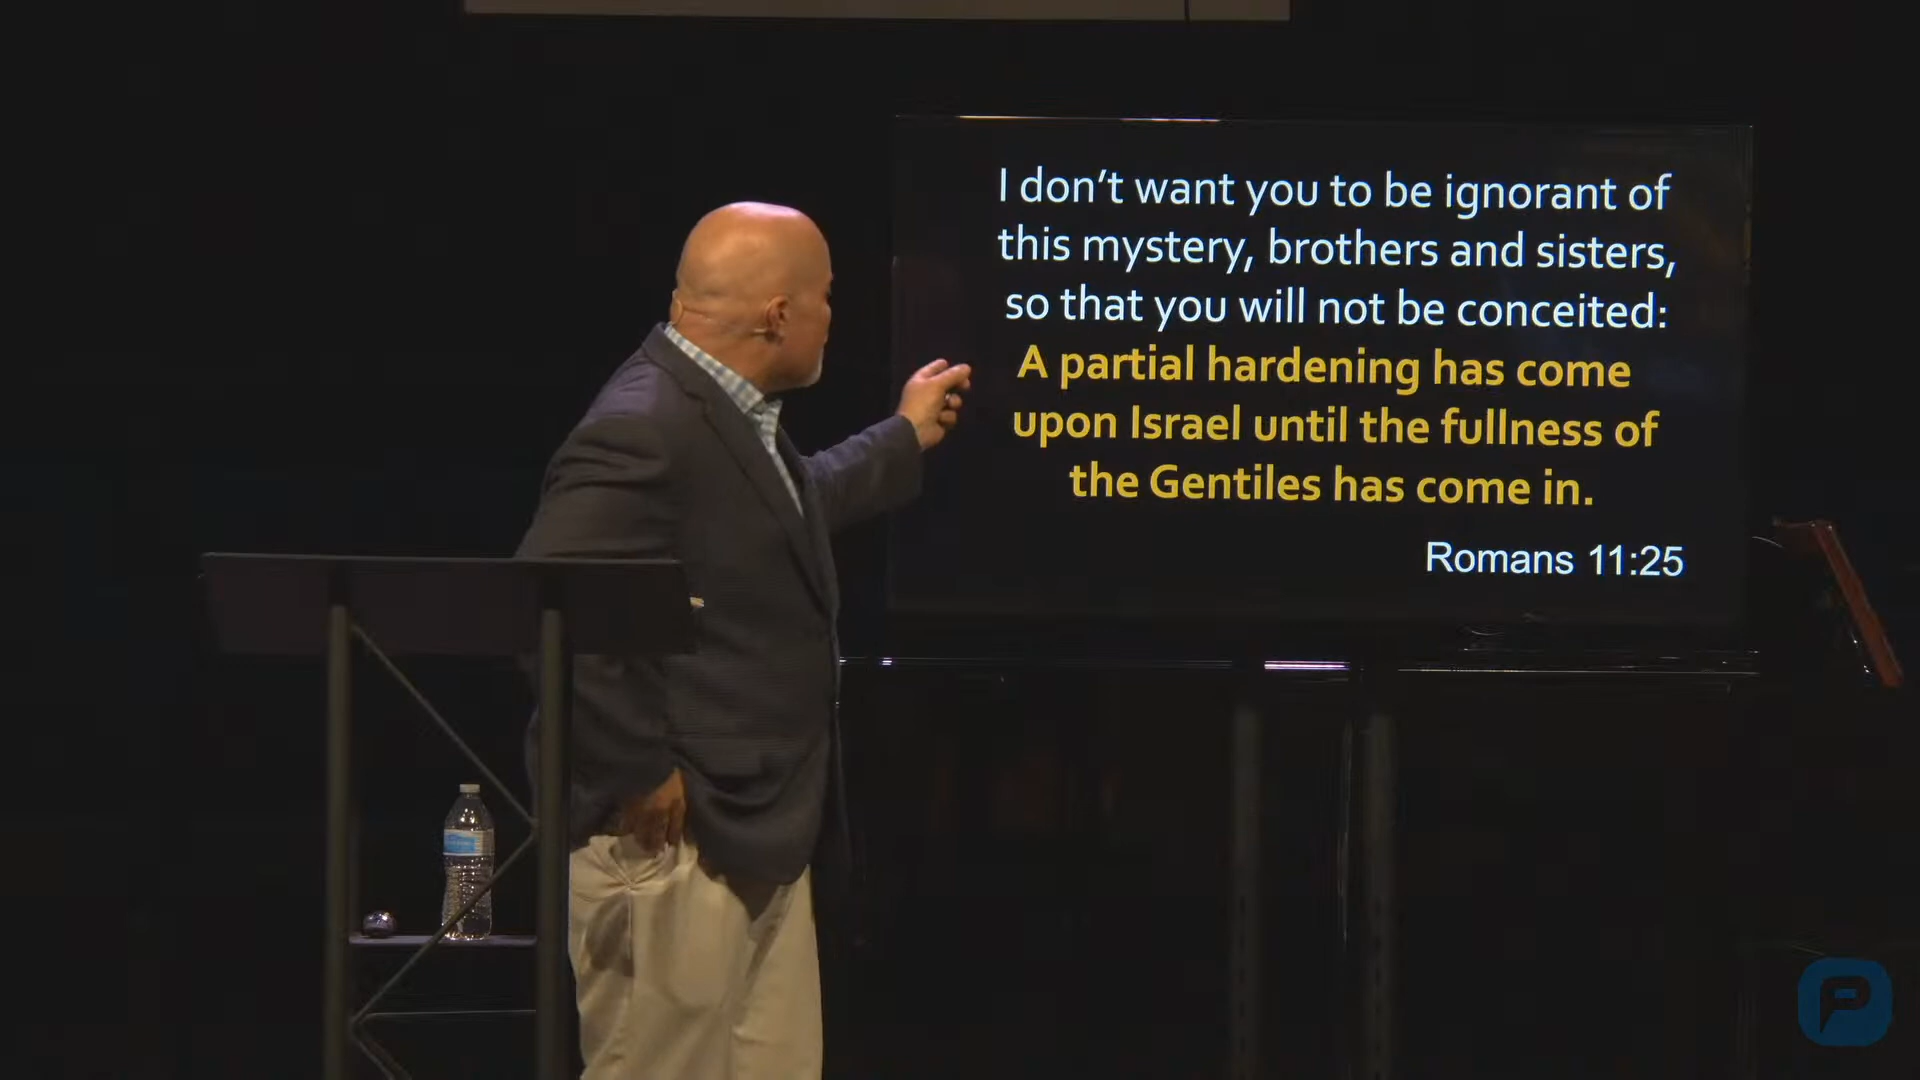 I don’t want you to be ignorant of
this mystery, brothers and sisters,
so that you will not be conceited:
A partial hardening has come
upon Israel until the fullness of
the Gentiles has come in.
Romans 11:25
P